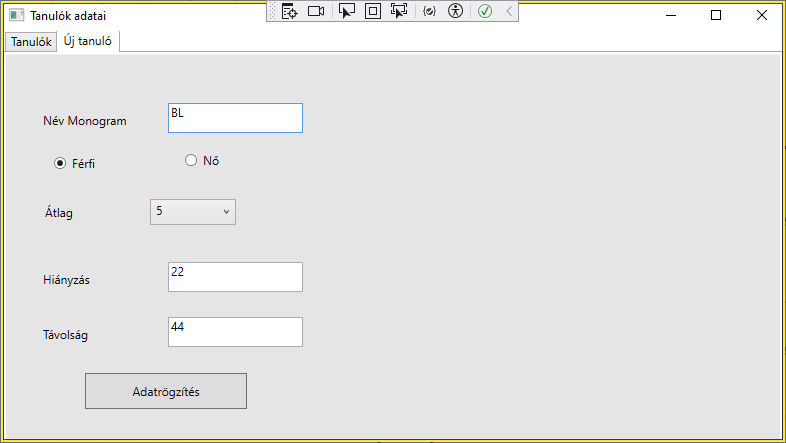 Tanulók adatai
Tanulók Új tanuló
Név Monogram BL
Férfi Nő
Átlag 5
Hiányzás 22
Távolság 44
Adatrögzítés